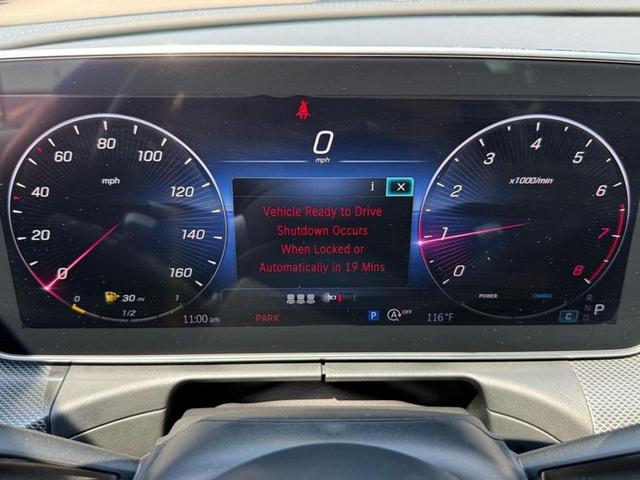 0
mph
60 80 100
40 mph 120
20 140
0 160
0 30 mi 1
1/2
i X
Vehicle Ready to Drive
Shutdown Occurs
When Locked or
Automatically in 19 Mins
3 4 5
2 x1000/min 6
1 7
0 8
POWER CHARGE
11:00 am PARK P A OFF 116°F C
R
N
D
P